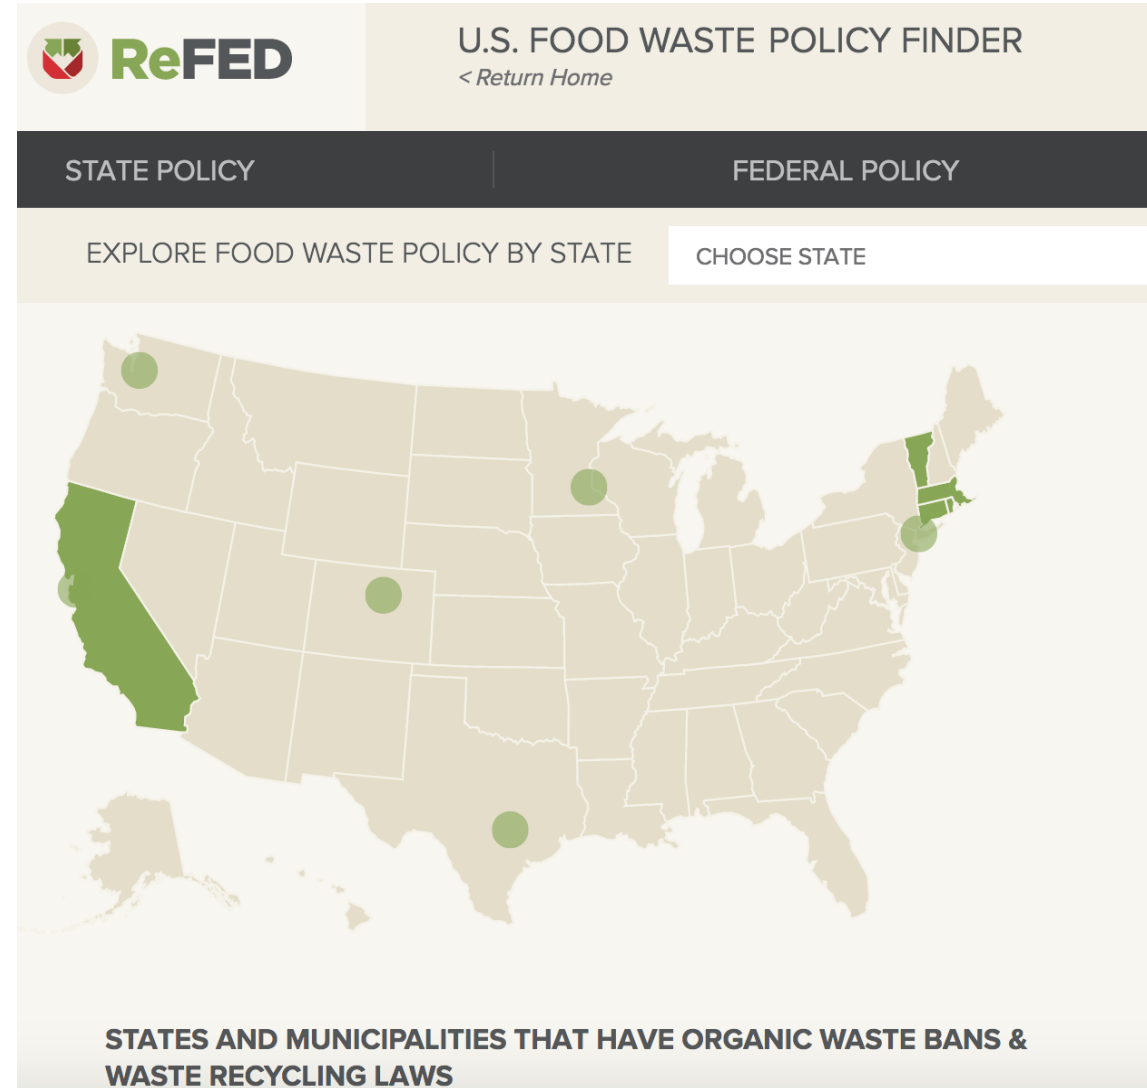 ReFED
U.S. FOOD WASTE POLICY FINDER
< Return Home
STATE POLICY
FEDERAL POLICY
EXPLORE FOOD WASTE POLICY BY STATE
CHOOSE STATE
STATES AND MUNICIPALITIES THAT HAVE ORGANIC WASTE BANS &
WASTE RECYCLING LAWS